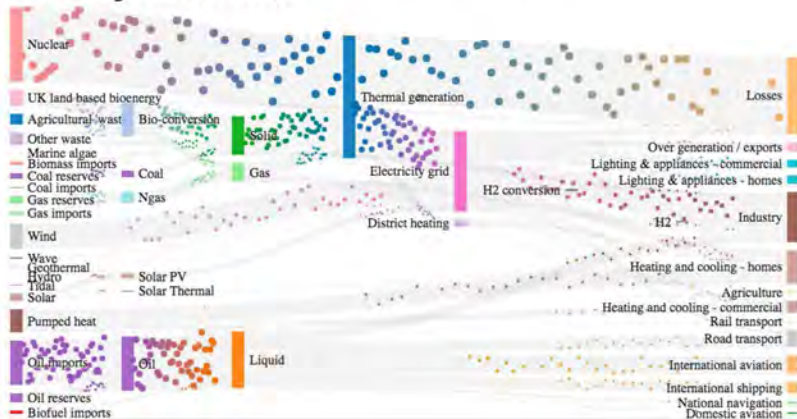 Nuclear
UK land based bioenergy
Agricultural waste
Other waste
Marine algae
Biomass imports
Coal reserves
Coal imports
Gas reserves
Gas imports
Wind
Wave
Geothermal
Hydro
Tidal
Solar
Pumped heat
Oil imports
Oil reserves
Biofuel imports
Bio-conversion
Coal
Ngas
Solar PV
Solar Thermal
Oil
Solid
Gas
Liquid
Thermal generation
Electricity grid
District heating
H2 conversion
H2
Losses
Over generation / exports
Lighting & appliances - commercial
Lighting & appliances - homes
Industry
Heating and cooling - homes
Agriculture
Heating and cooling - commercial
Rail transport
Road transport
International aviation
International shipping
National navigation
Domestic aviation